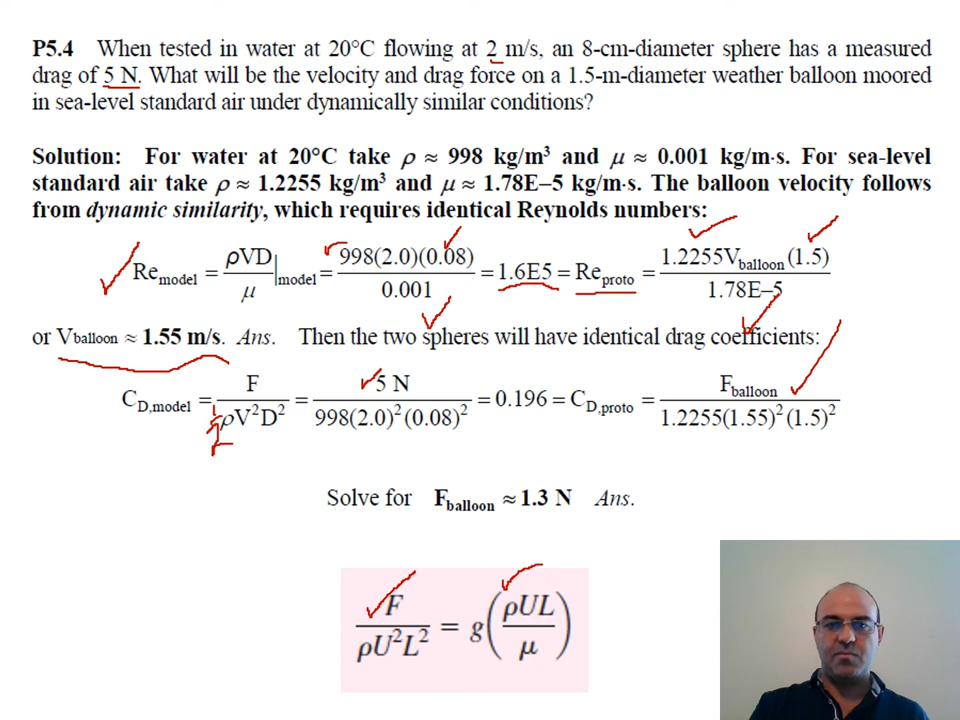 P5.4 When tested in water at 20°C flowing at 2 m/s, an 8-cm-diameter sphere has a measured
drag of 5 N. What will be the velocity and drag force on a 1.5-m-diameter weather balloon moored
in sea-level standard air under dynamically similar conditions?
Solution: For water at 20°C take ρ ≈ 998 kg/m³ and μ ≈ 0.001 kg/m·s. For sea-level
standard air take ρ ≈ 1.2255 kg/m³ and μ ≈ 1.78E–5 kg/m·s. The balloon velocity follows
from dynamic similarity, which requires identical Reynolds numbers:
Re_model = ρVD/μ |_model = 998(2.0)(0.08)/0.001 = 1.6E5 = Re_proto = 1.2255V_balloon(1.5)/1.78E–5
or V_balloon ≈ 1.55 m/s. Ans. Then the two spheres will have identical drag coefficients:
C_D,model = F/ρV²D² = 5 N/998(2.0)²(0.08)² = 0.196 = C_D,proto = F_balloon/1.2255(1.55)²(1.5)²
1/2
Solve for F_balloon ≈ 1.3 N Ans.
F/ρU²L² = g(ρUL/μ)